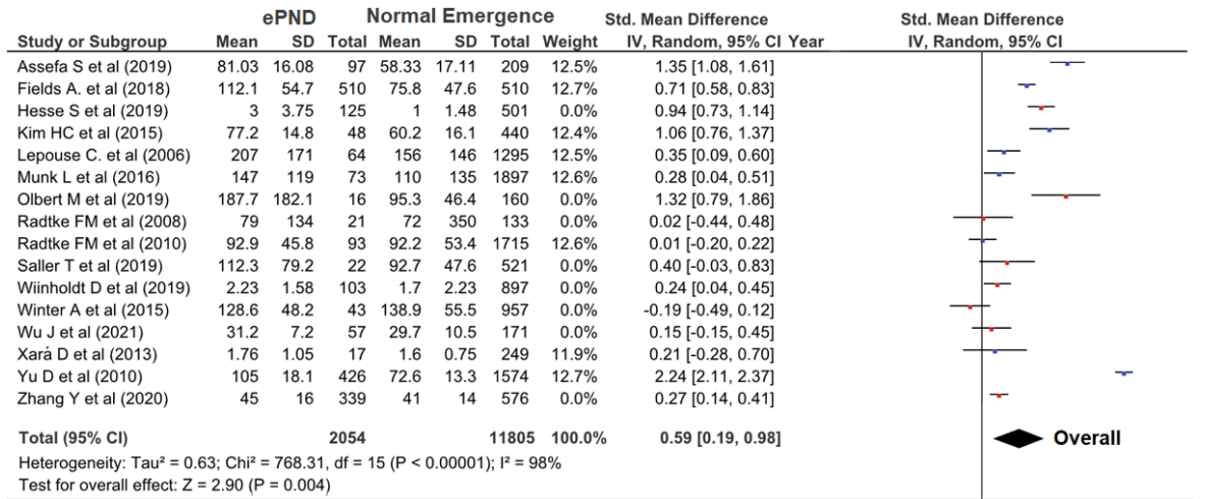 ePND Normal Emergence Std. Mean Difference Std. Mean Difference
Study or Subgroup Mean SD Total Mean SD Total Weight IV, Random, 95% CI Year IV, Random, 95% CI
Assefa S et al (2019) 81.03 16.08 97 58.33 17.11 209 12.5% 1.35 [1.08, 1.61]
Fields A. et al (2018) 112.1 54.7 510 75.8 47.6 510 12.7% 0.71 [0.58, 0.83]
Hesse S et al (2019) 3 3.75 125 1 1.48 501 0.0% 0.94 [0.73, 1.14]
Kim HC et al (2015) 77.2 14.8 48 60.2 16.1 440 12.4% 1.06 [0.76, 1.37]
Lepouse C. et al (2006) 207 171 64 156 146 1295 12.5% 0.35 [0.09, 0.60]
Munk L et al (2016) 147 119 73 110 135 1897 12.6% 0.28 [0.04, 0.51]
Olbert M et al (2019) 187.7 182.1 16 95.3 46.4 160 0.0% 1.32 [0.79, 1.86]
Radtke FM et al (2008) 79 134 21 72 350 133 0.0% 0.02 [-0.44, 0.48]
Radtke FM et al (2010) 92.9 45.8 93 92.2 53.4 1715 12.6% 0.01 [-0.20, 0.22]
Saller T et al (2019) 112.3 79.2 22 92.7 47.6 521 0.0% 0.40 [-0.03, 0.83]
Wiinholdt D et al (2019) 2.23 1.58 103 1.7 2.23 897 0.0% 0.24 [0.04, 0.45]
Winter A et al (2015) 128.6 48.2 43 138.9 55.5 957 0.0% -0.19 [-0.49, 0.12]
Wu J et al (2021) 31.2 7.2 57 29.7 10.5 171 0.0% 0.15 [-0.15, 0.45]
Xará D et al (2013) 1.76 1.05 17 1.6 0.75 249 11.9% 0.21 [-0.28, 0.70]
Yu D et al (2010) 105 18.1 426 72.6 13.3 1574 12.7% 2.24 [2.11, 2.37]
Zhang Y et al (2020) 45 16 339 41 14 576 0.0% 0.27 [0.14, 0.41]
Total (95% CI) 2054 11805 100.0% 0.59 [0.19, 0.98] Overall
Heterogeneity: Tau² = 0.63; Chi² = 768.31, df = 15 (P < 0.00001); I² = 98%
Test for overall effect: Z = 2.90 (P = 0.004)